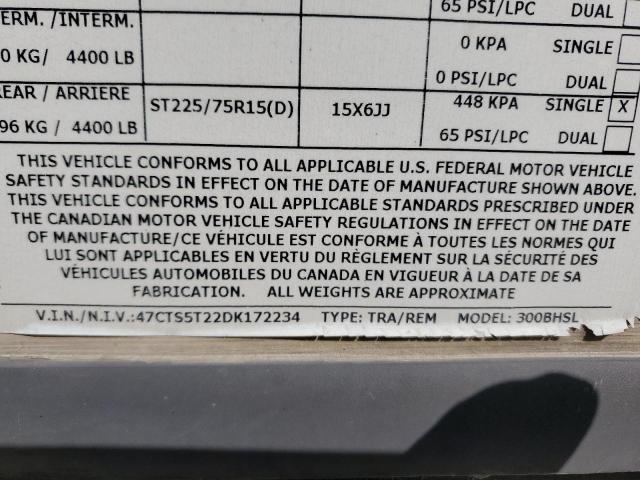 65 PSI/LPC DUAL
ERM. /INTERM.
0 KPA SINGLE
0 KG/ 4400 LB
0 PSI/LPC DUAL
REAR / ARRIERE ST225/75R15(D) 15X6JJ 448 KPA SINGLE X
96 KG / 4400 LB 65 PSI/LPC DUAL
THIS VEHICLE CONFORMS TO ALL APPLICABLE U.S. FEDERAL MOTOR VEHICLE
SAFETY STANDARDS IN EFFECT ON THE DATE OF MANUFACTURE SHOWN ABOVE.
THIS VEHICLE CONFORMS TO ALL APPLICABLE STANDARDS PRESCRIBED UNDER
THE CANADIAN MOTOR VEHICLE SAFETY REGULATIONS IN EFFECT ON THE DATE
OF MANUFACTURE/CE VÉHICULE EST CONFORME À TOUTES LES NORMES QUI
LUI SONT APPLICABLES EN VERTU DU RÈGLEMENT SUR LA SÉCURITÉ DES
VÉHICULES AUTOMOBILES DU CANADA EN VIGUEUR À LA DATE DE SA
FABRICATION. ALL WEIGHTS ARE APPROXIMATE
V.I.N./N.I.V.:47CTS5T22DK172234 TYPE: TRA/REM MODEL: 300BHSL